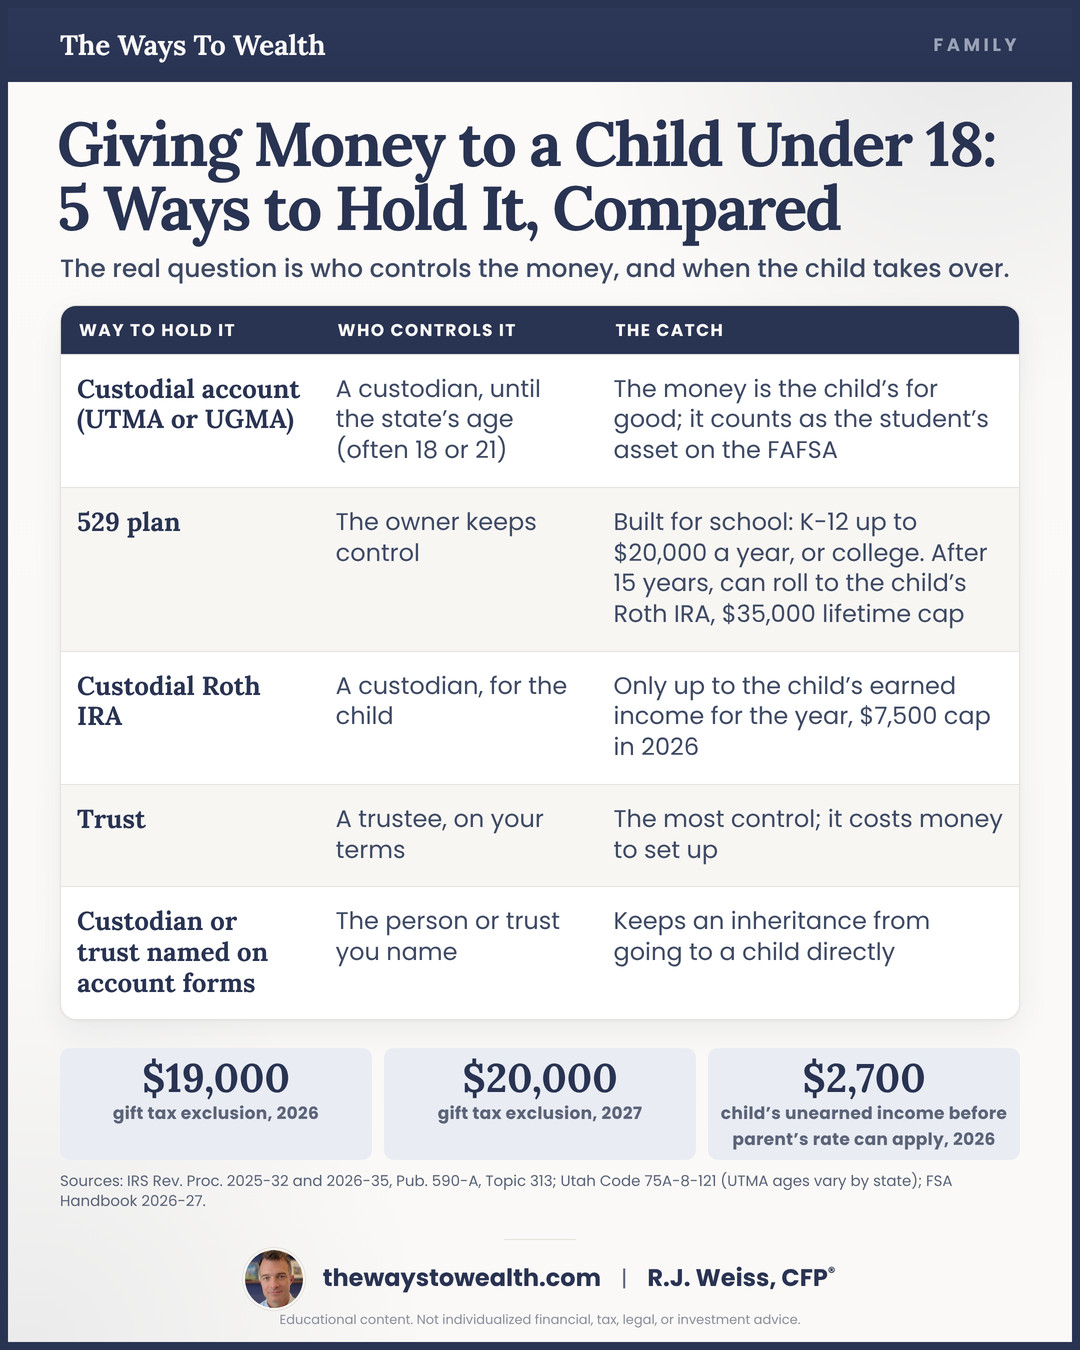 The Ways To Wealth
FAMILY
Giving Money to a Child Under 18:
5 Ways to Hold It, Compared
The real question is who controls the money, and when the child takes over.
WAY TO HOLD IT
WHO CONTROLS IT
THE CATCH
Custodial account
(UTMA or UGMA)
A custodian, until
the state’s age
(often 18 or 21)
The money is the child’s for
good; it counts as the student’s
asset on the FAFSA
529 plan
The owner keeps
control
Built for school: K-12 up to
$20,000 a year, or college. After
15 years, can roll to the child’s
Roth IRA, $35,000 lifetime cap
Custodial Roth
IRA
A custodian, for the
child
Only up to the child’s earned
income for the year, $7,500 cap
in 2026
Trust
A trustee, on your
terms
The most control; it costs money
to set up
Custodian or
trust named on
account forms
The person or trust
you name
Keeps an inheritance from
going to a child directly
$19,000
gift tax exclusion, 2026
$20,000
gift tax exclusion, 2027
$2,700
child’s unearned income before
parent’s rate can apply, 2026
Sources: IRS Rev. Proc. 2025-32 and 2026-35, Pub. 590-A, Topic 313; Utah Code 75A-8-121 (UTMA ages vary by state); FSA
Handbook 2026-27.
thewaystowealth.com | R.J. Weiss, CFP®
Educational content. Not individualized financial, tax, legal, or investment advice.